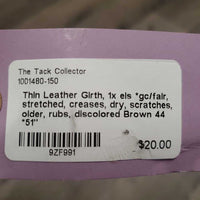 The Tack Collector
1001480-150
Thin Leather Girth, 1x els *gc/fair,
stretched, creases, dry, scratches,
older, rubs, discolored Brown 44
*51"
$20.00
9ZF991